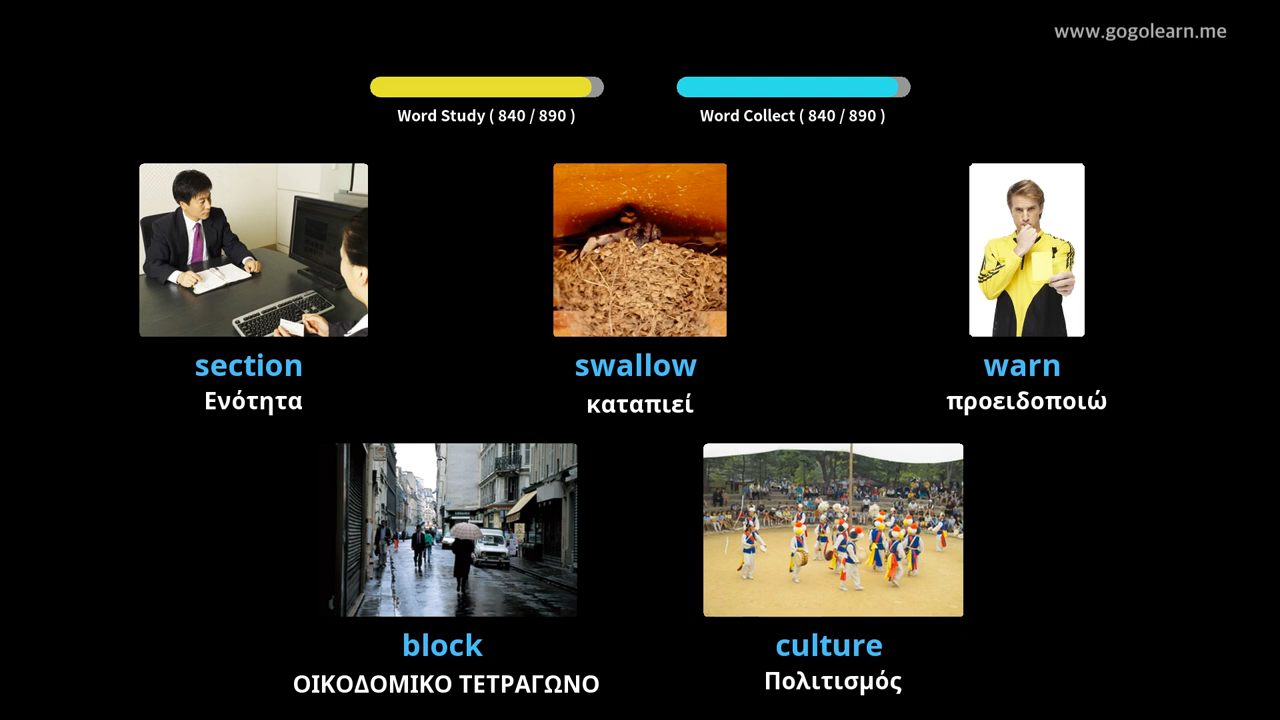 www.gogolearn.me
Word Study ( 840 / 890 )
Word Collect ( 840 / 890 )
section
Ενότητα
swallow
καταπιεί
warn
προειδοποιώ
block
ΟΙΚΟΔΟΜΙΚΟ ΤΕΤΡΑΓΩΝΟ
culture
Πολιτισμός